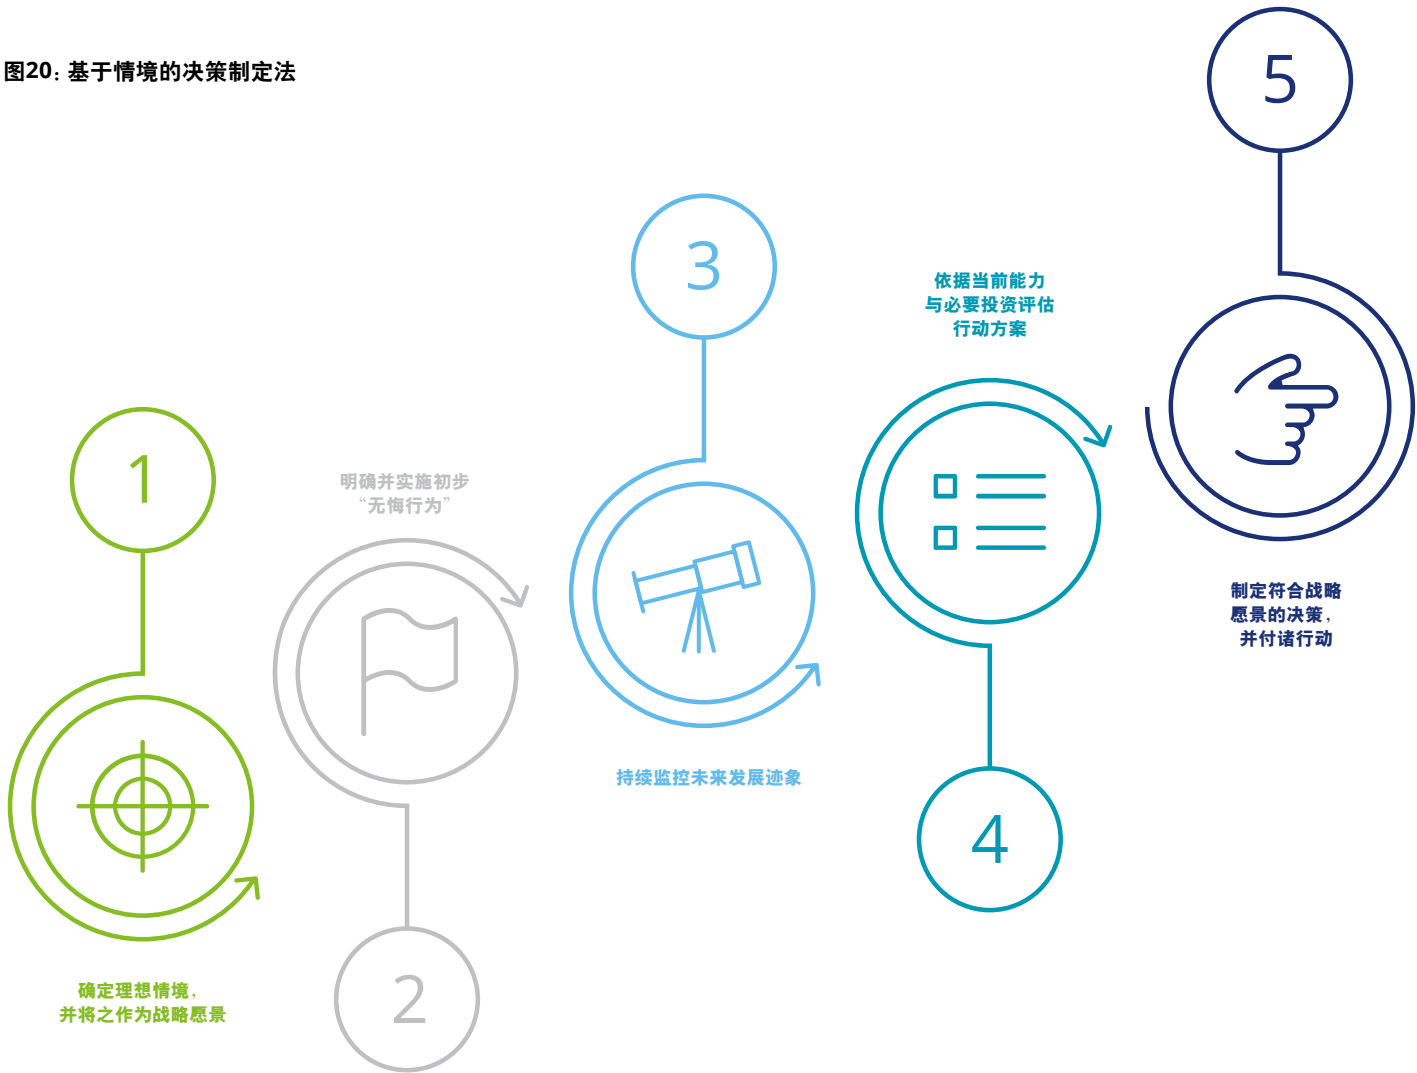 图20：基于情境的决策制定法
1
确定理想情境，
并将之作为战略愿景
明确并实施初步
“无悔行为”
2
3
持续监控未来发展迹象
依据当前能力
与必要投资评估
行动方案
4
5
制定符合战略
愿景的决策，
并付诸行动